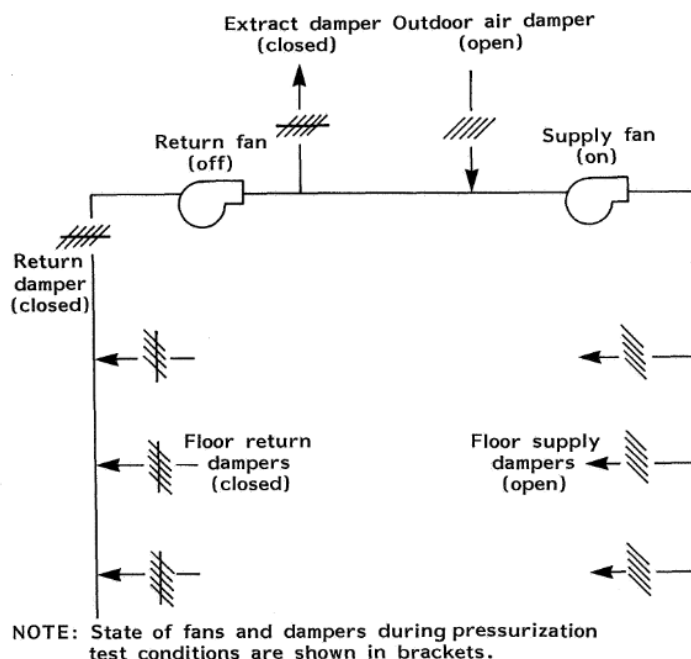 Extract damper Outdoor air damper
(closed) (open)
Return fan
(off)
Supply fan
(on)
Return
damper
(closed)
Floor return
dampers
(closed)
Floor supply
dampers
(open)
NOTE: State of fans and dampers during pressurization
test conditions are shown in brackets.